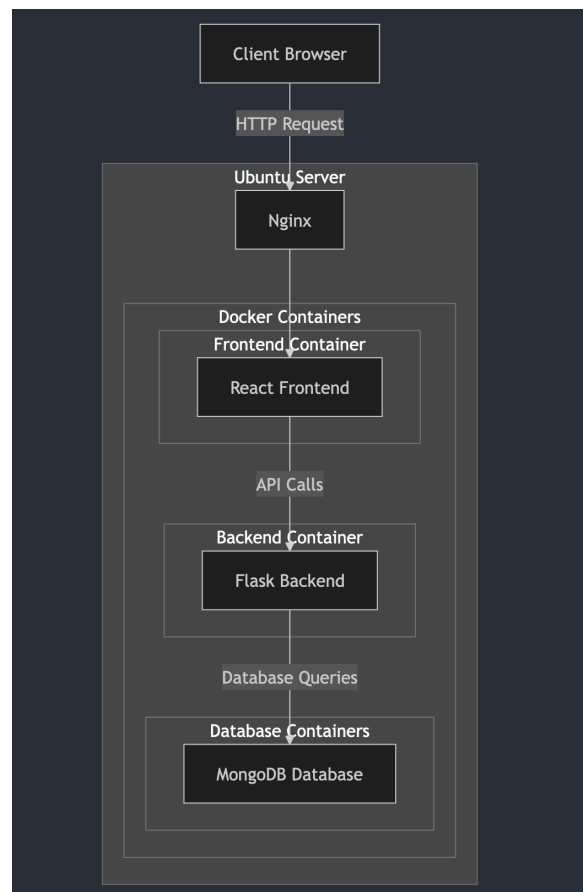 Client Browser
HTTP Request
Ubuntu Server
Nginx
Docker Containers
Frontend Container
React Frontend
API Calls
Backend Container
Flask Backend
Database Queries
Database Containers
MongoDB Database